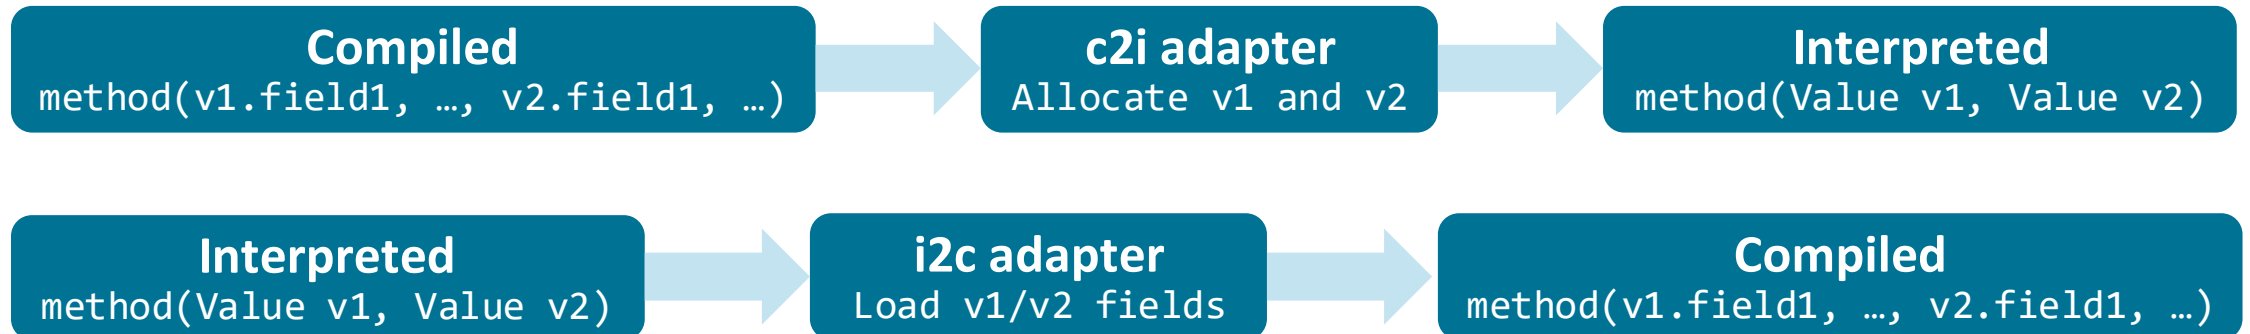 Compiled
method(v1.field1, …, v2.field1, …)
c2i adapter
Allocate v1 and v2
Interpreted
method(Value v1, Value v2)
Interpreted
method(Value v1, Value v2)
i2c adapter
Load v1/v2 fields
Compiled
method(v1.field1, …, v2.field1, …)